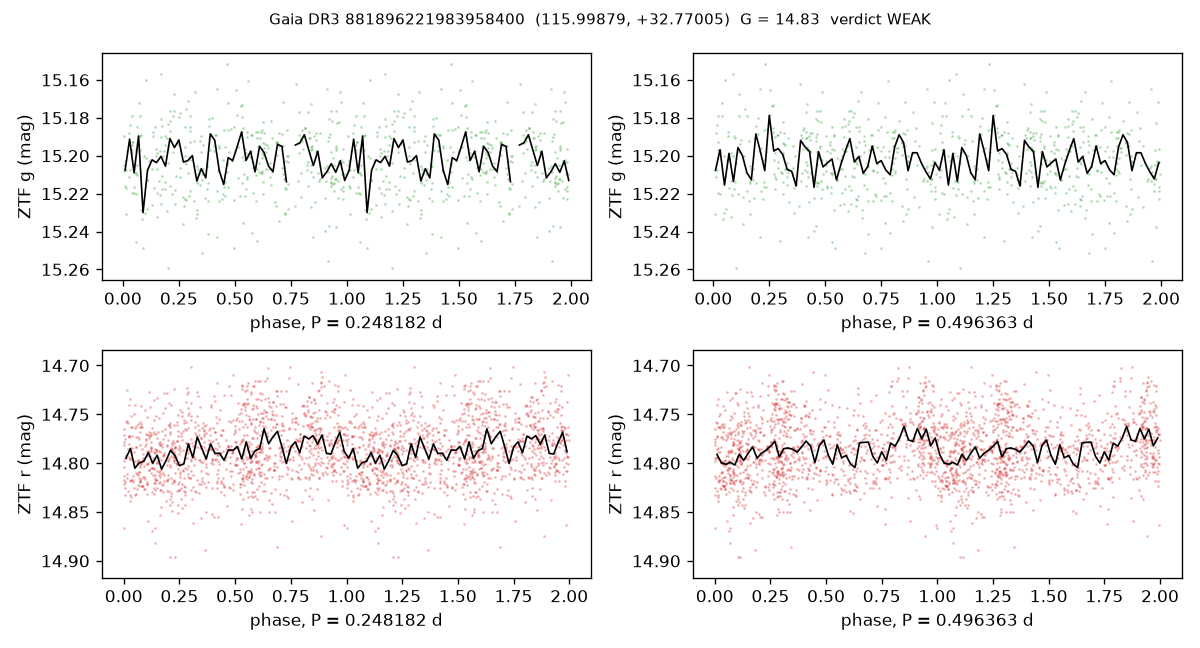 Gaia DR3 881896221983958400 (115.99879, +32.77005) G = 14.83 verdict WEAK
ZTF g (mag)
15.16
15.18
15.20
15.22
15.24
15.26
0.00 0.25 0.50 0.75 1.00 1.25 1.50 1.75 2.00
phase, P = 0.248182 d
ZTF g (mag)
15.16
15.18
15.20
15.22
15.24
15.26
0.00 0.25 0.50 0.75 1.00 1.25 1.50 1.75 2.00
phase, P = 0.496363 d
ZTF r (mag)
14.70
14.75
14.80
14.85
14.90
0.00 0.25 0.50 0.75 1.00 1.25 1.50 1.75 2.00
phase, P = 0.248182 d
ZTF r (mag)
14.70
14.75
14.80
14.85
14.90
0.00 0.25 0.50 0.75 1.00 1.25 1.50 1.75 2.00
phase, P = 0.496363 d